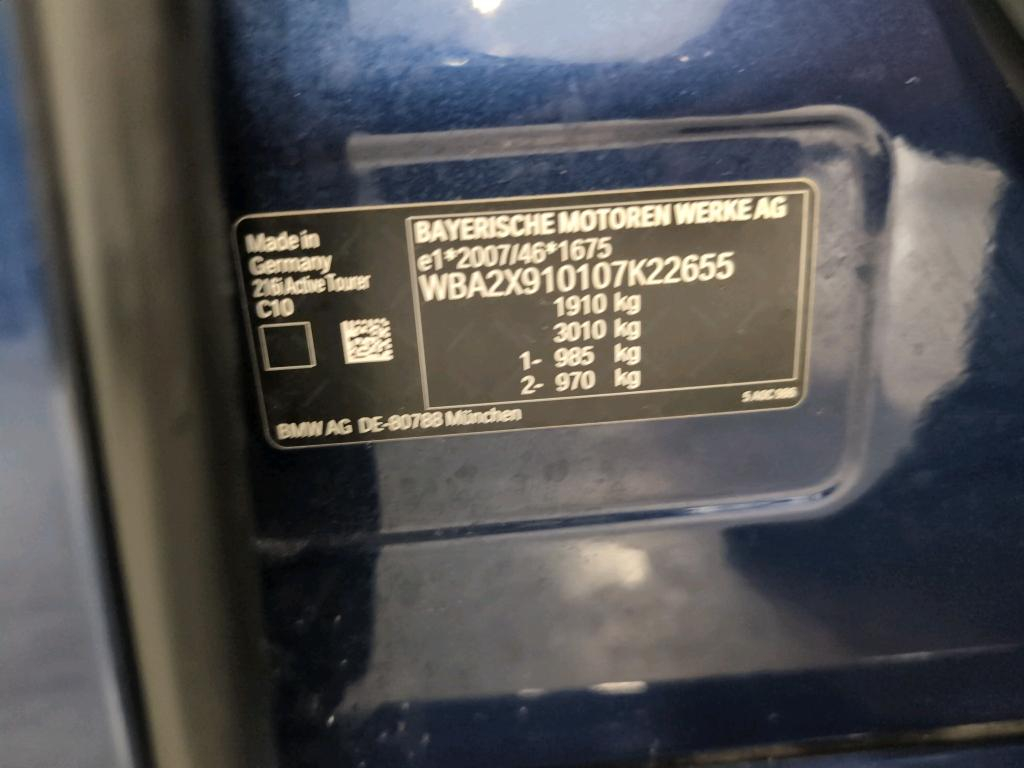 Made in
Germany
216i Active Tourer
C10
BAYERISCHE MOTOREN WERKE AG
e1*2007/46*1675
WBA2X910107K22655
1910 kg
3010 kg
1- 985 kg
2- 970 kg
BMW AG DE-80788 München